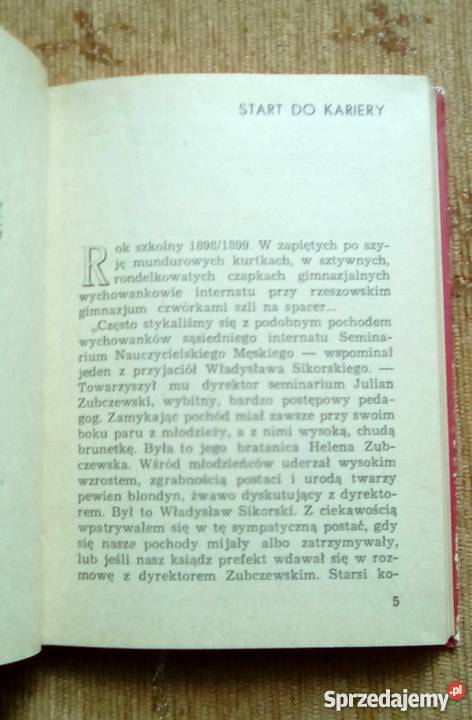 START DO KARIERY
Rok szkolny 1898/1899. W zapiętych po szy-
ję mundurowych kurtkach, w sztywnych,
rondelkowatych czapkach gimnazjalnych
wychowankowie internatu przy rzeszowskim
gimnazjum czwórkami szli na spacer...
„Często stykaliśmy się z podobnym pochodem
wychowanków sąsiedniego internatu Semina-
rium Nauczycielskiego Męskiego — wspominał
jeden z przyjaciół Władysława Sikorskiego. —
Towarzyszył mu dyrektor seminarium Julian
Zubczewski, wybitny, bardzo postępowy peda-
gog. Zamykając pochód miał zawsze przy swoim
boku paru z młodzieży, a z nimi wysoką, chudą
brunetkę. Była to jego bratanica Helena Zub-
czewska. Wśród młodzieńców uderzał wysokim
wzrostem, zgrabnością postaci i urodą twarzy
pewien blondyn, żwawo dyskutujący z dyrekto-
rem. Był to Władysław Sikorski. Z ciekawością
wpatrywałem się w tę sympatyczną postać, gdy
się nasze pochody mijały albo zatrzymywały,
lub jeśli nasz ksiądz prefekt wdawał się w roz-
mowę z dyrektorem Zubczewskim. Starsi ko-
5
Sprzedajemy.pl